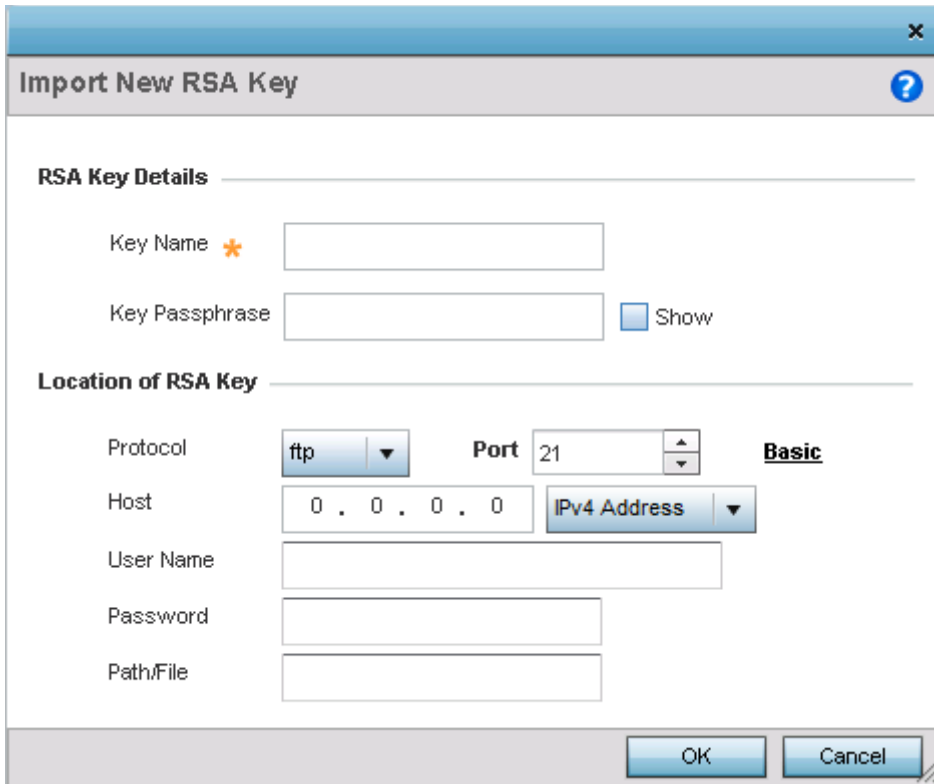 Import New RSA Key
RSA Key Details
Key Name *
Key Passphrase Show
Location of RSA Key
Protocol ftp Port 21 Basic
Host 0 . 0 . 0 . 0 IPv4 Address
User Name
Password
Path/File
OK Cancel